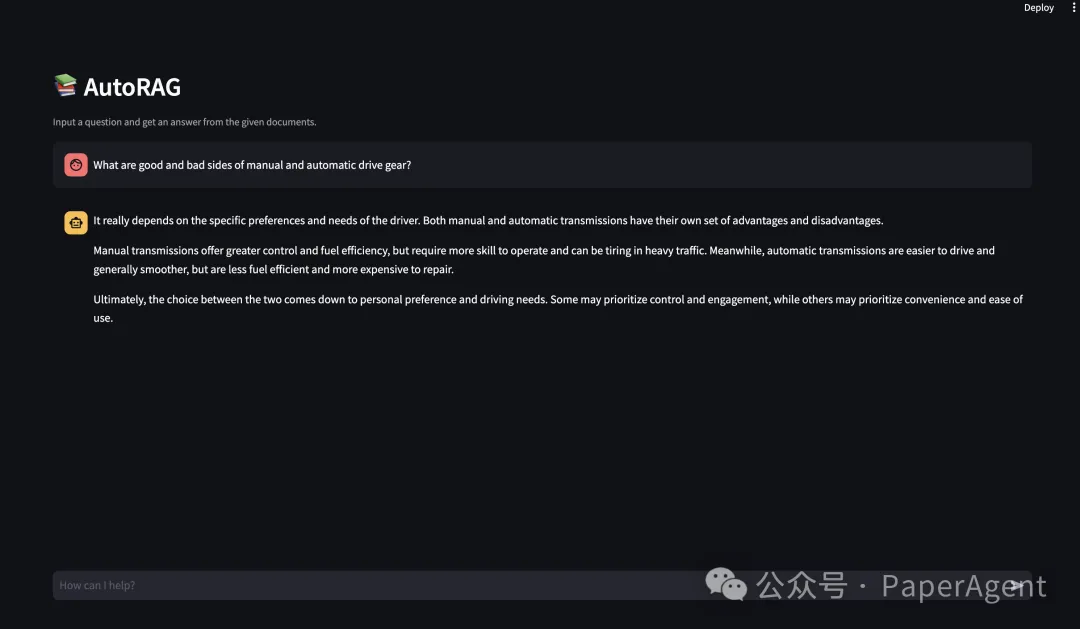 Deploy
AutoRAG
Input a question and get an answer from the given documents.
What are good and bad sides of manual and automatic drive gear?
It really depends on the specific preferences and needs of the driver. Both manual and automatic transmissions have their own set of advantages and disadvantages.
Manual transmissions offer greater control and fuel efficiency, but require more skill to operate and can be tiring in heavy traffic. Meanwhile, automatic transmissions are easier to drive and
generally smoother, but are less fuel efficient and more expensive to repair.
Ultimately, the choice between the two comes down to personal preference and driving needs. Some may prioritize control and engagement, while others may prioritize convenience and ease of
use.
How can I help?
公众号 · PaperAgent